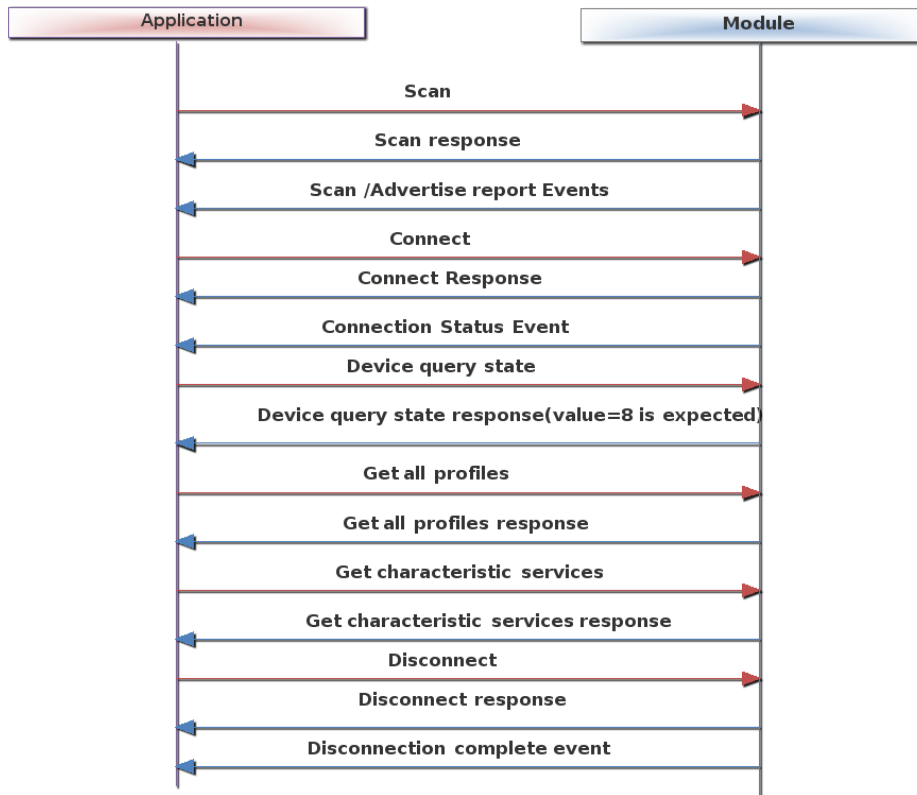 Application
Module
Scan
Scan response
Scan /Advertise report Events
Connect
Connect Response
Connection Status Event
Device query state
Device query state response(value=8 is expected)
Get all profiles
Get all profiles response
Get characteristic services
Get characteristic services response
Disconnect
Disconnect response
Disconnection complete event